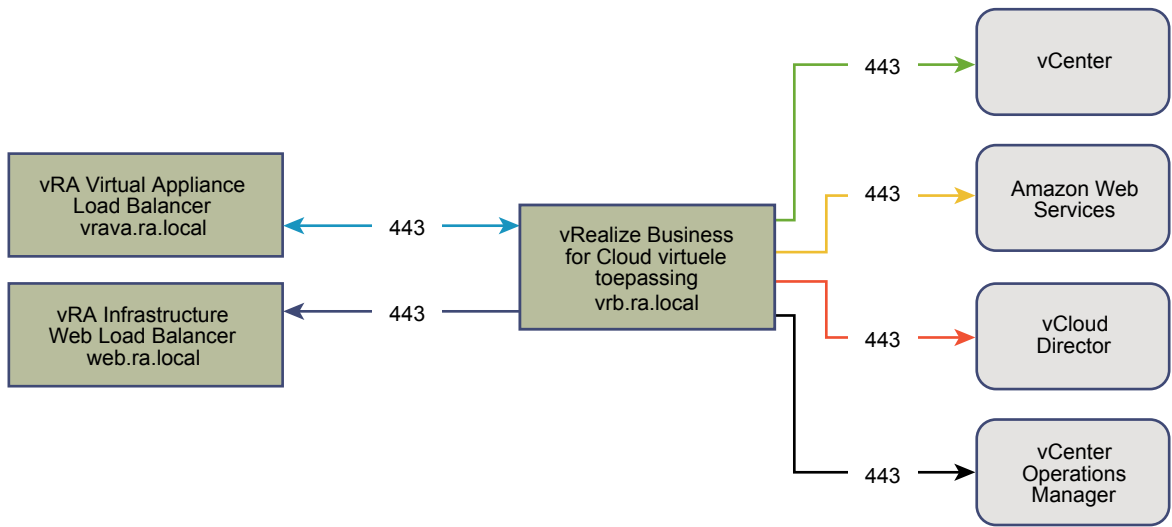 vRA Virtual Appliance
Load Balancer
vrava.ra.local
443
vRA Infrastructure
Web Load Balancer
web.ra.local
443
vRealize Business
for Cloud virtuele
toepassing
vrb.ra.local
443
vCenter
443
Amazon Web
Services
443
vCloud
Director
443
vCenter
Operations
Manager